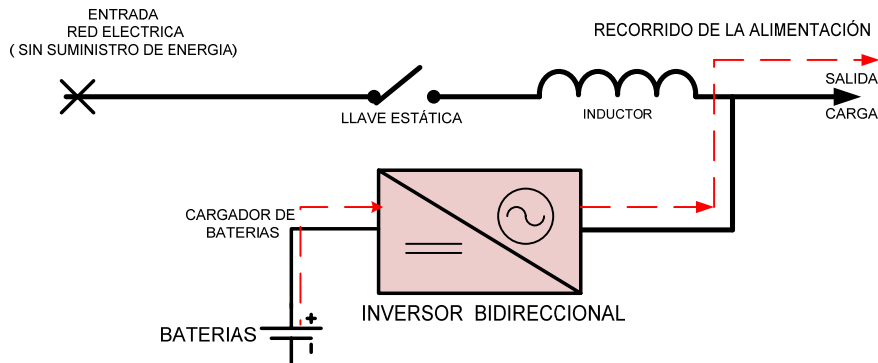 ENTRADA
RED ELECTRICA
( SIN SUMINISTRO DE ENERGIA)
RECORRIDO DE LA ALIMENTACIÓN
SALIDA
CARGA
LLAVE ESTÁTICA
INDUCTOR
CARGADOR DE
BATERIAS
INVERSOR BIDIRECCIONAL
BATERIAS